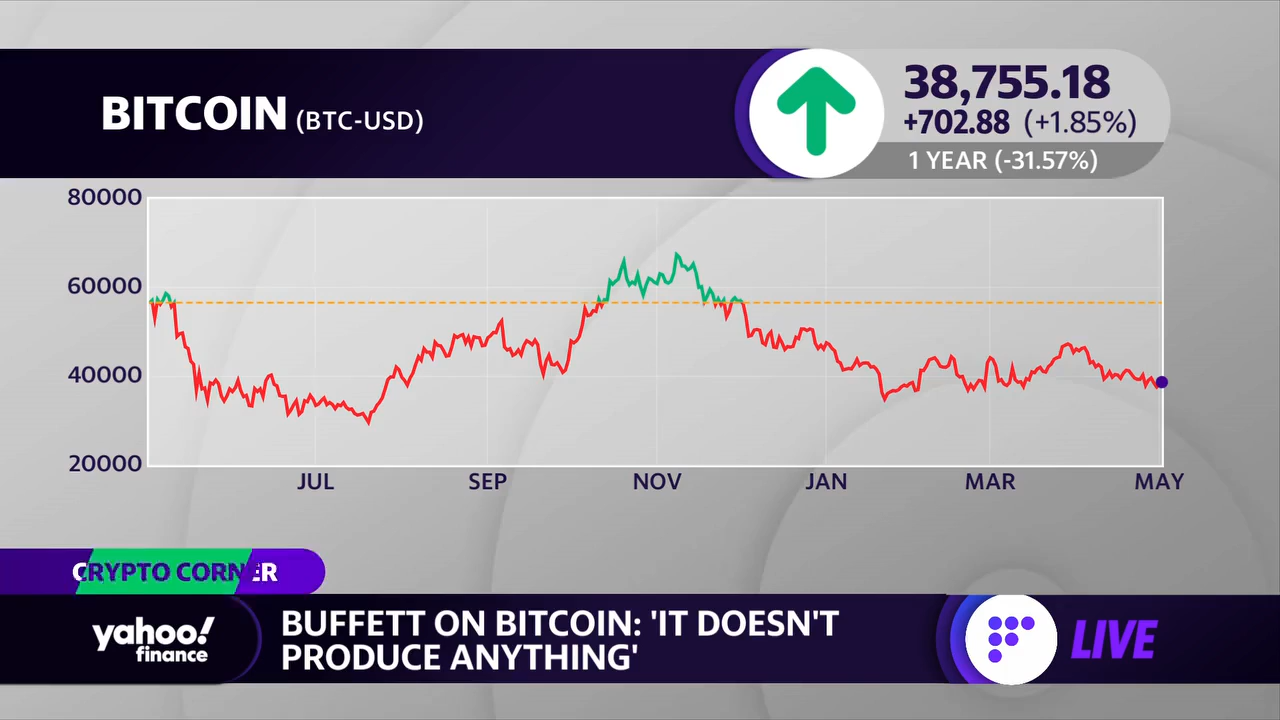 BITCOIN (BTC-USD)
38,755.18
+702.88 (+1.85%)
1 YEAR (-31.57%)
80000
60000
40000
20000
JUL SEP NOV JAN MAR MAY
CRYPTO CORNER
yahoo!
finance
BUFFETT ON BITCOIN: 'IT DOESN'T
PRODUCE ANYTHING'
LIVE